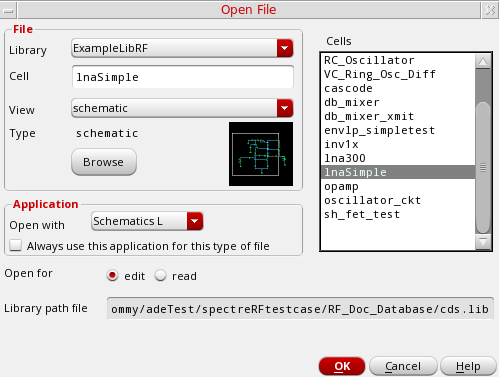 Open File
File
Library ExampleLibRF
Cell lnaSimple
View schematic
Type schematic
Browse
Application
Open with Schematics L
Always use this application for this type of file
Cells
RC_Oscillator
VC_Ring_Osc_Diff
cascode
db_mixer
db_mixer_xmit
envlp_simpletest
inv1x
lna300
lnaSimple
opamp
oscillator_ckt
sh_fet_test
Open for edit read
Library path file ommy/adeTest/spectreRFtestcase/RF_Doc_Database/cds.lib
OK Cancel Help